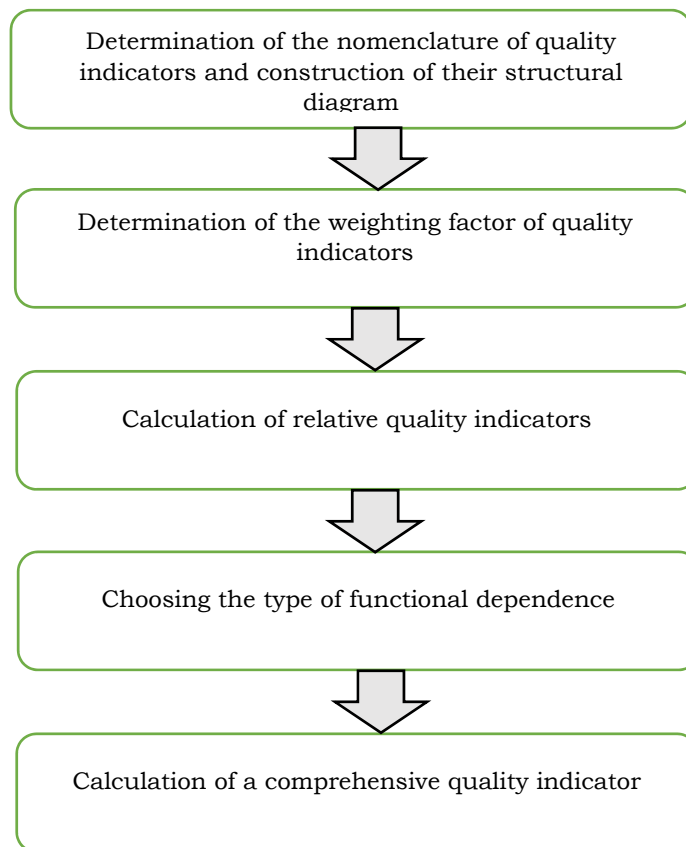 Determination of the nomenclature of quality
indicators and construction of their structural
diagram
Determination of the weighting factor of quality
indicators
Calculation of relative quality indicators
Choosing the type of functional dependence
Calculation of a comprehensive quality indicator